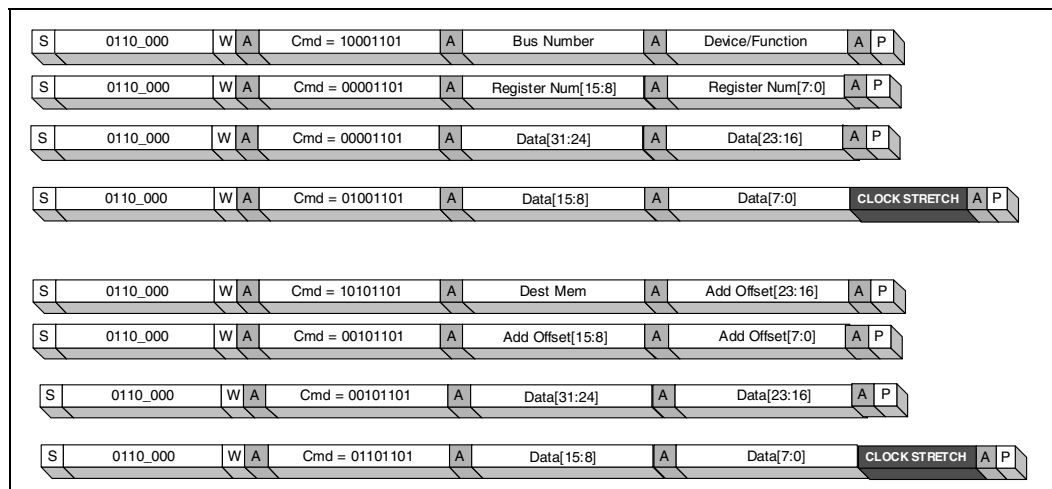 S 0110_000 W A Cmd = 10001101 A Bus Number A Device/Function A P
S 0110_000 W A Cmd = 00001101 A Register Num[15:8] A Register Num[7:0] A P
S 0110_000 W A Cmd = 00001101 A Data[31:24] A Data[23:16] A P
S 0110_000 W A Cmd = 01001101 A Data[15:8] A Data[7:0] CLOCK STRETCH A P
S 0110_000 W A Cmd = 10101101 A Dest Mem A Add Offset[23:16] A P
S 0110_000 W A Cmd = 00101101 A Add Offset[15:8] A Add Offset[7:0] A P
S 0110_000 W A Cmd = 00101101 A Data[31:24] A Data[23:16] A P
S 0110_000 W A Cmd = 01101101 A Data[15:8] A Data[7:0] CLOCK STRETCH A P